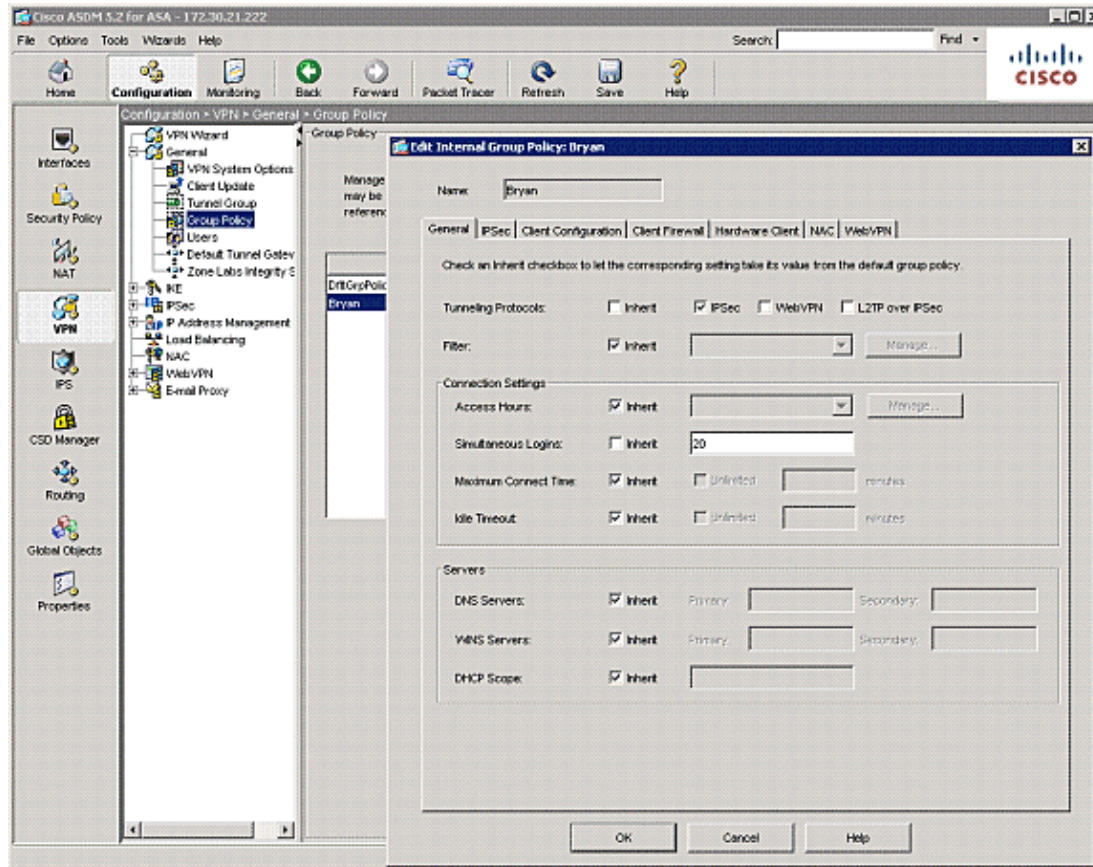 Cisco ASDM 5.2 for ASA - 172.30.21.222
File Options Tools Wizards Help
Search: Find
Home Configuration Monitoring Back Forward Packet Tracer Refresh Save Help
CISCO
Configuration > VPN > General > Group Policy
Interfaces
Security Policy
NAT
VPN
IPS
CSD Manager
Routing
Global Objects
Properties
VPN Wizard
General
VPN System Options
Client Update
Tunnel Group
Group Policy
Users
Default Tunnel Gatev
Zone Labs Integrity S
IKE
IPSec
IP Address Management
Load Balancing
NAC
WebVPN
E-mail Proxy
Group Policy
Manage
may be
referenc
DfltGrpPolic
Bryan
Edit Internal Group Policy: Bryan
Name: Bryan
General IPSec Client Configuration Client Firewall Hardware Client NAC WebVPN
Check an Inherit checkbox to let the corresponding setting take its value from the default group policy.
Tunneling Protocols: Inherit IPSec WebVPN L2TP over IPSec
Filter: Inherit Manage...
Connection Settings
Access Hours: Inherit Manage...
Simultaneous Logins: Inherit 20
Maximum Connect Time: Inherit Unlimited minutes
Idle Timeout: Inherit Unlimited minutes
Servers
DNS Servers: Inherit Primary: Secondary:
WINS Servers: Inherit Primary: Secondary:
DHCP Scope: Inherit
OK Cancel Help